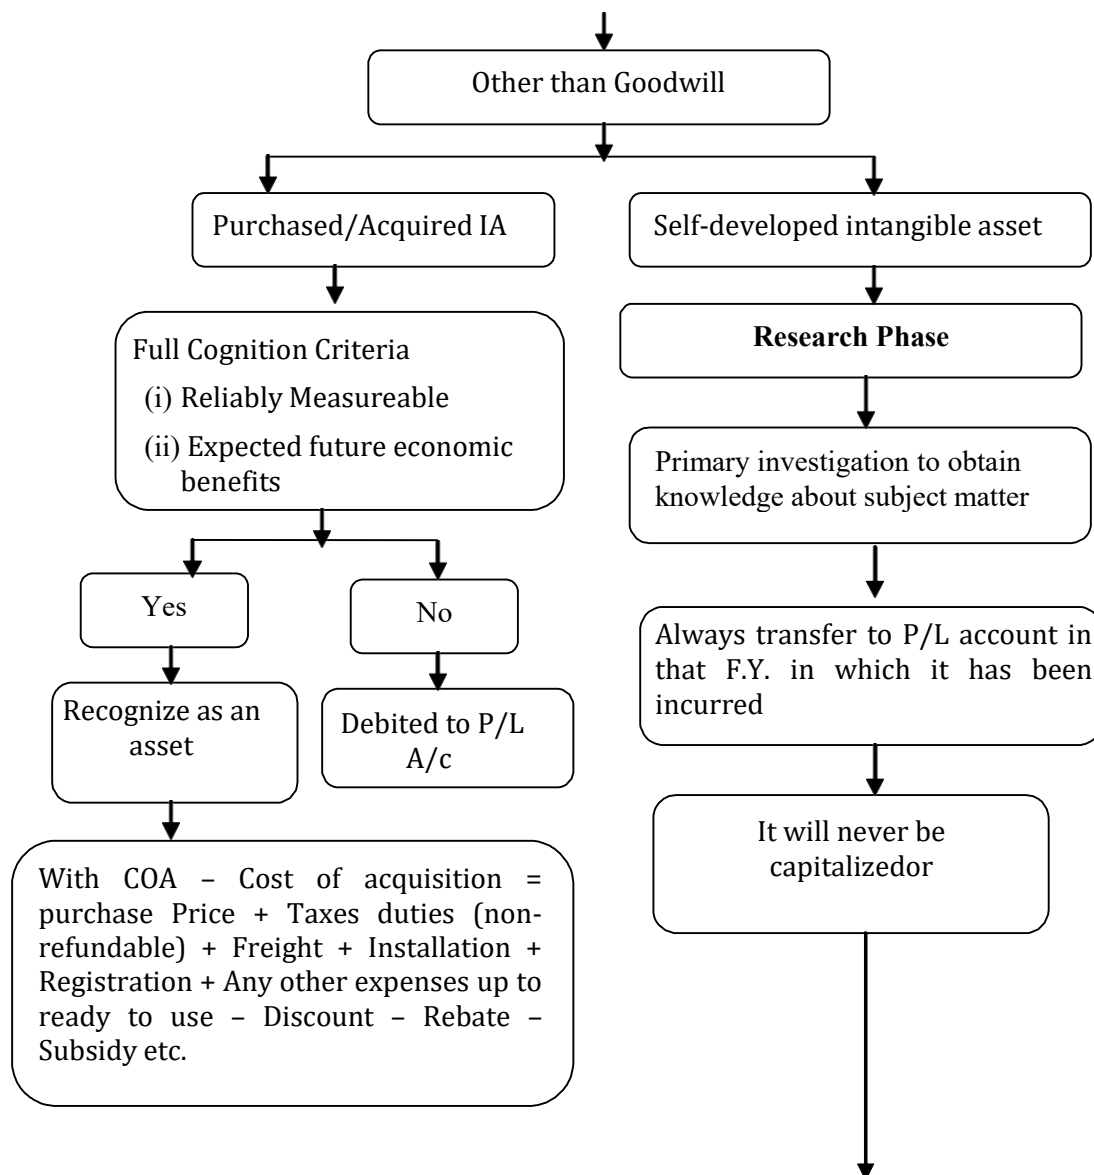 Other than Goodwill
Purchased/Acquired IA
Full Cognition Criteria
(i) Reliably Measureable
(ii) Expected future economic
benefits
Yes
No
Recognize as an
asset
Debited to P/L
A/c
With COA – Cost of acquisition =
purchase Price + Taxes duties (non-
refundable) + Freight + Installation +
Registration + Any other expenses up to
ready to use – Discount – Rebate –
Subsidy etc.
Self-developed intangible asset
Research Phase
Primary investigation to obtain
knowledge about subject matter
Always transfer to P/L account in
that F.Y. in which it has been
incurred
It will never be
capitalizedor